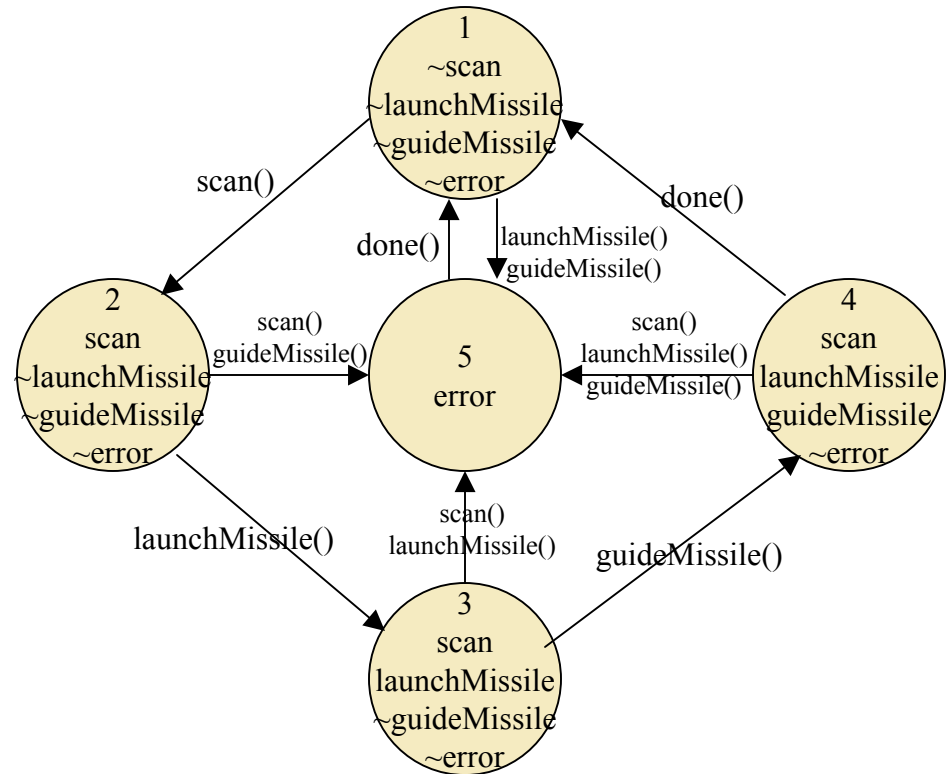 1
~scan
~launchMissile
~guideMissile
~error
scan()
done()
done()
launchMissile()
guideMissile()
2
scan
~launchMissile
~guideMissile
~error
scan()
guideMissile()
5
error
scan()
launchMissile()
guideMissile()
4
scan
launchMissile
guideMissile
~error
launchMissile()
scan()
launchMissile()
guideMissile()
3
scan
launchMissile
~guideMissile
~error